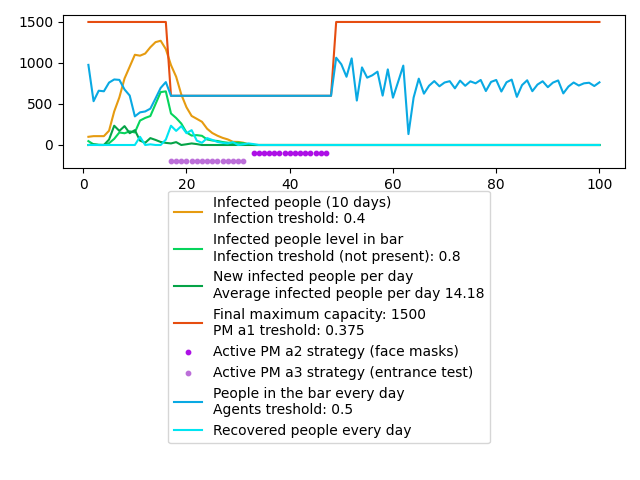 1500
1000
500
0
0 20 40 60 80 100
Infected people (10 days)
Infection treshold: 0.4
Infected people level in bar
Infection treshold (not present): 0.8
New infected people per day
Average infected people per day 14.18
Final maximum capacity: 1500
PM a1 treshold: 0.375
Active PM a2 strategy (face masks)
Active PM a3 strategy (entrance test)
People in the bar every day
Agents treshold: 0.5
Recovered people every day